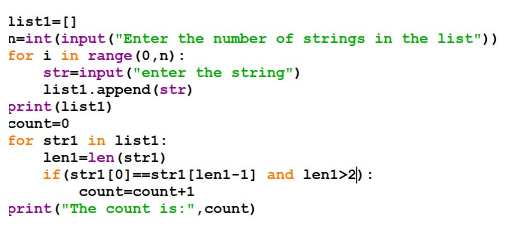 list1=[]
n=int(input("Enter the number of strings in the list"))
for i in range(0,n):
    str=input("enter the string")
    list1.append(str)
print(list1)
count=0
for str1 in list1:
    len1=len(str1)
    if(str1[0]==str1[len1-1] and len1>2):
        count=count+1
print("The count is:",count)